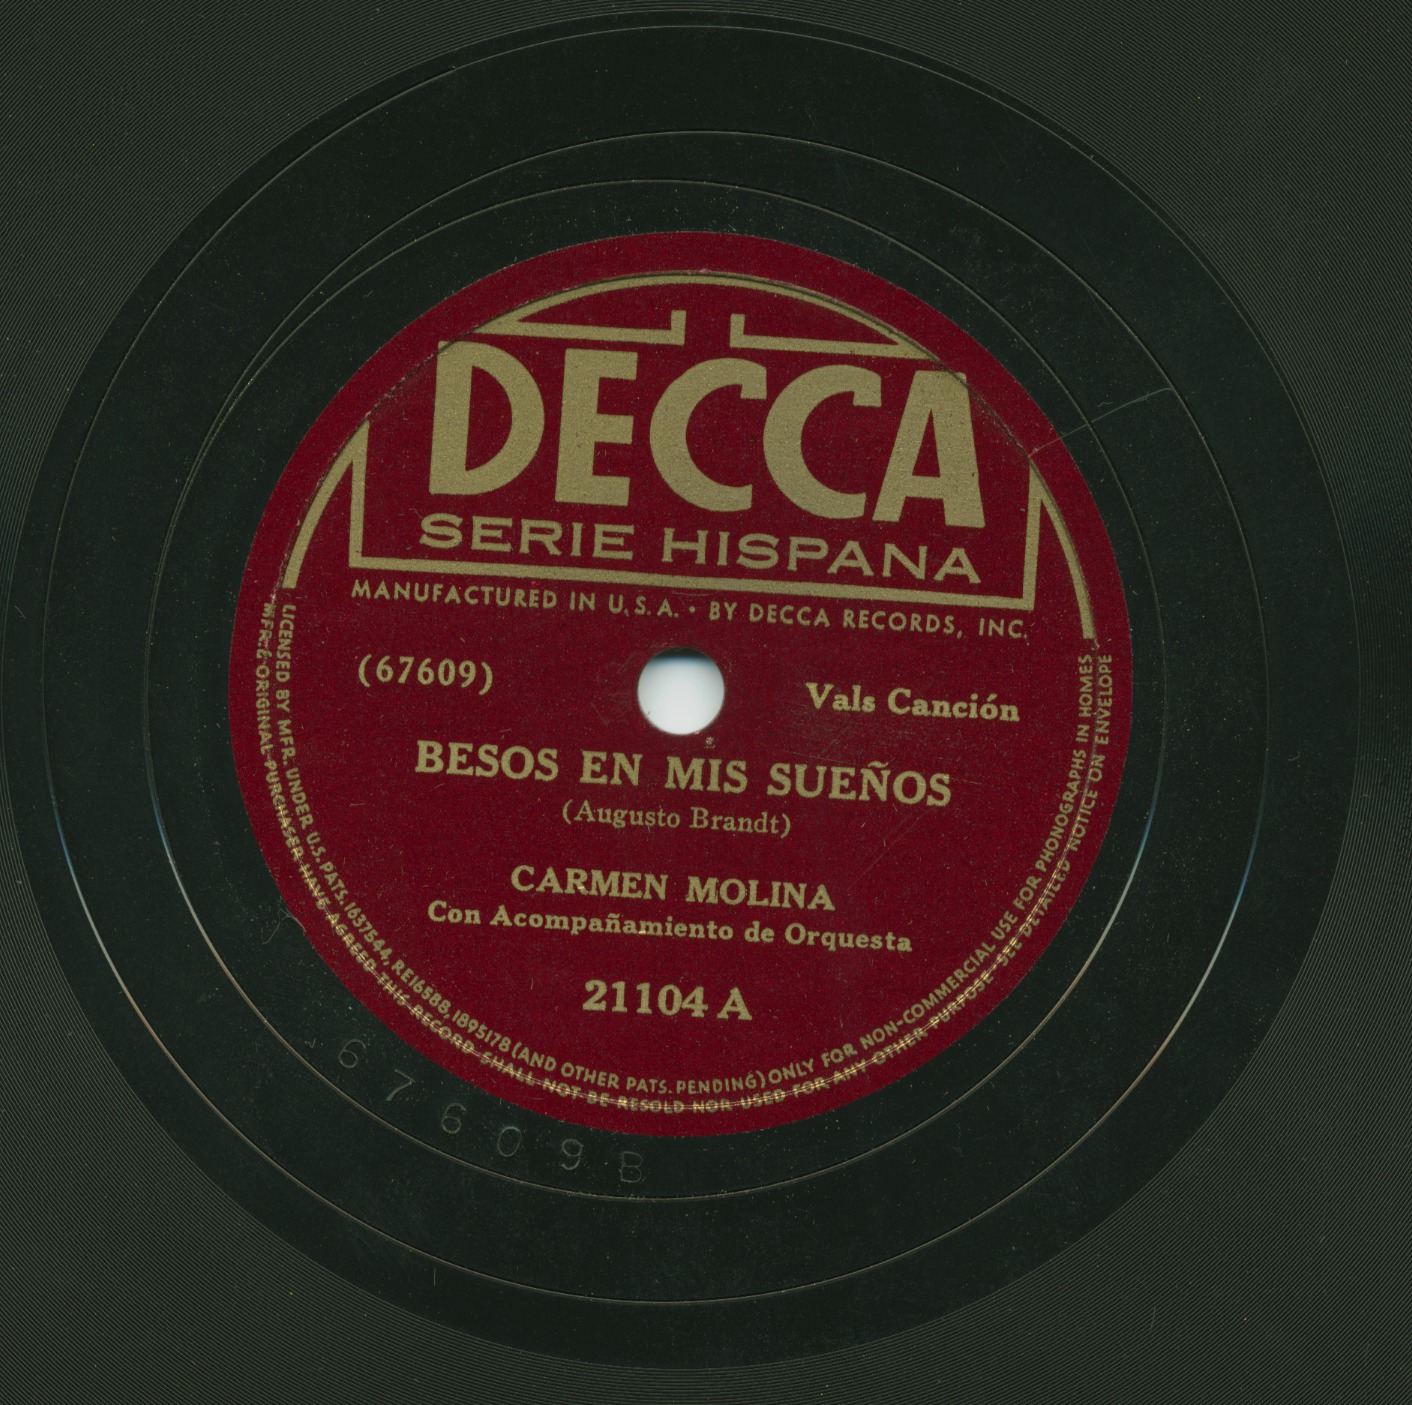 DECCA
SERIE HISPANA
MANUFACTURED IN U.S.A. • BY DECCA RECORDS, INC.
(67609)
Vals Canción
BESOS EN MIS SUEÑOS
(Augusto Brandt)
CARMEN MOLINA
Con Acompañamiento de Orquesta
21104 A
LICENSED BY MFR. UNDER U.S. PATS. 1637544, RE16588, 1895178 (AND OTHER PATS. PENDING) ONLY FOR NON-COMMERCIAL USE FOR PHONOGRAPHS IN HOMES
MFR. & ORIGINAL PURCHASER HAVE AGREED THIS RECORD SHALL NOT BE RESOLD NOR USED FOR ANY OTHER PURPOSE SEE DETAILED NOTICE ON ENVELOPE
67609B